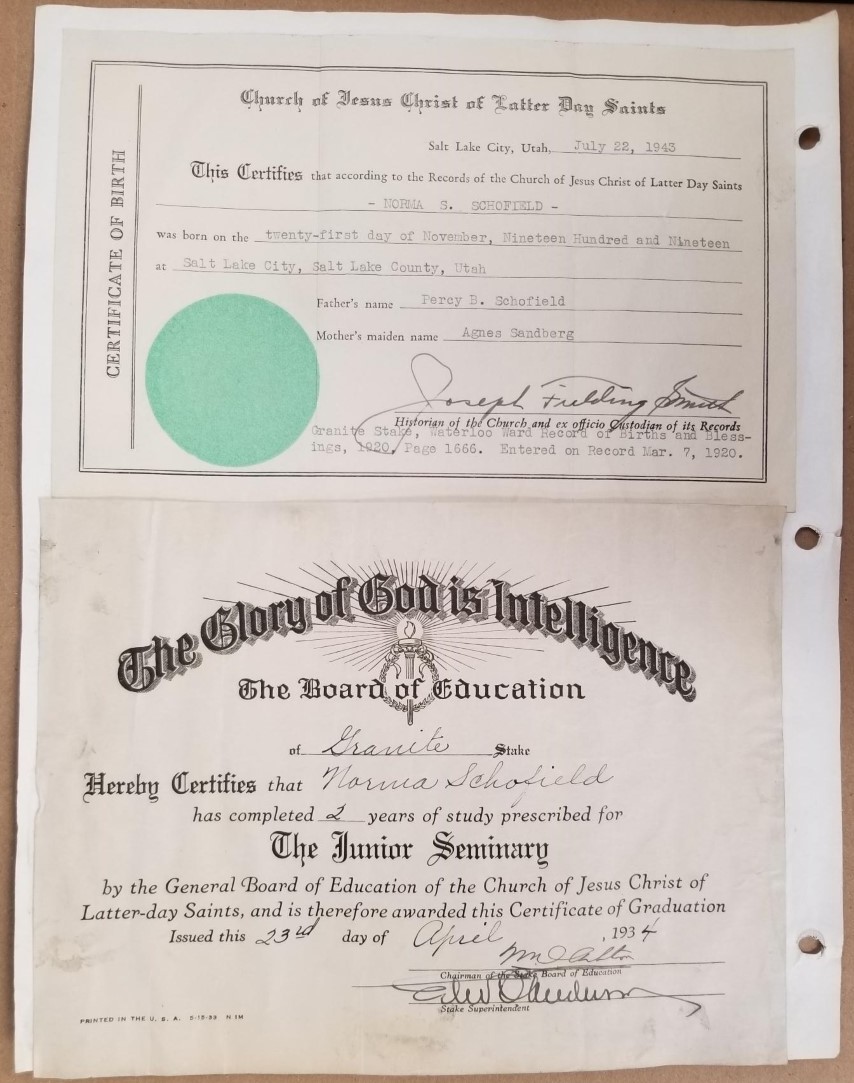 Church of Jesus Christ of Latter Day Saints
Salt Lake City, Utah, July 22, 1943
This Certifies that according to the Records of the Church of Jesus Christ of Latter Day Saints
- NORMA S. SCHOFIELD -
was born on the twenty-first day of November, Nineteen Hundred and Nineteen
at Salt Lake City, Salt Lake County, Utah
Father's name Percy B. Schofield
Mother's maiden name Agnes Sandberg
CERTIFICATE OF BIRTH
Joseph Fielding Smith
Historian of the Church and ex officio Custodian of its Records
Granite Stake, Waterloo Ward Record of Births and Bless-
ings, 1920, Page 1666. Entered on Record Mar. 7, 1920.
The Glory of God is Intelligence
The Board of Education
of Granite Stake
Hereby Certifies that Norma Schofield
has completed 2 years of study prescribed for
The Junior Seminary
by the General Board of Education of the Church of Jesus Christ of
Latter-day Saints, and is therefore awarded this Certificate of Graduation
Issued this 23rd day of April, 1934
Chairman of the Stake Board of Education
Stake Superintendent
PRINTED IN THE U. S. A. 5-15-33 N 1M